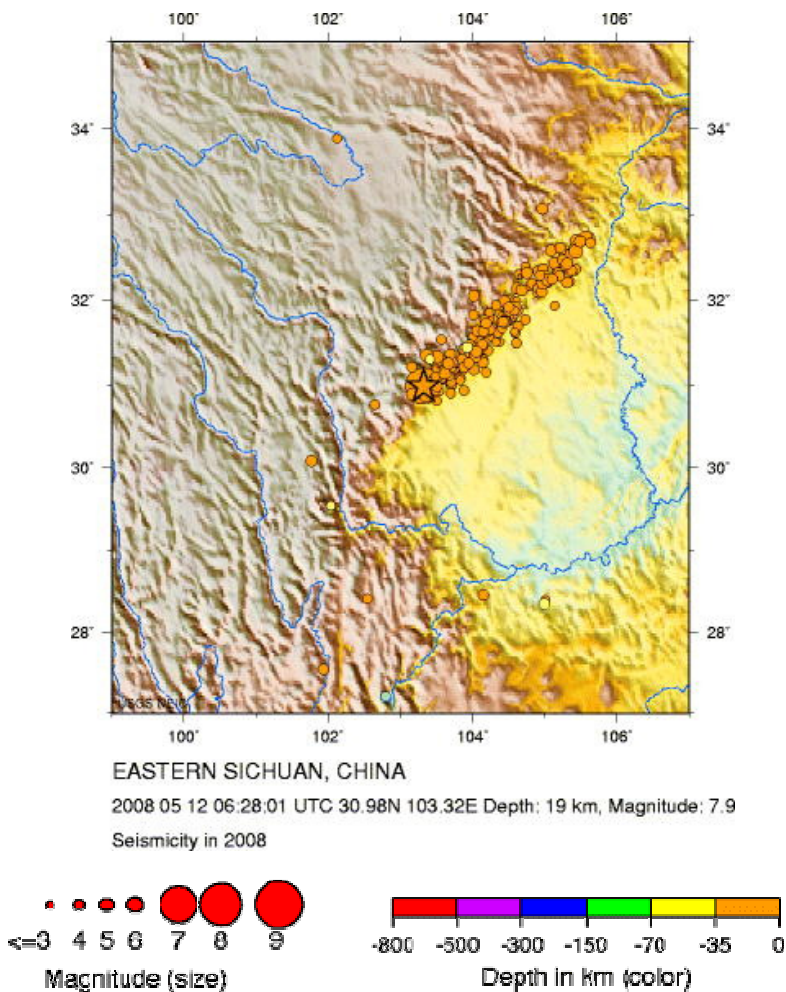 100° 102° 104° 106°
34° 34°
32° 32°
30° 30°
28° 28°
USGS NEIC
100° 102° 104° 106°
EASTERN SICHUAN, CHINA
2008 05 12 06:28:01 UTC 30.98N 103.32E Depth: 19 km, Magnitude: 7.9
Seismicity in 2008
<=3 4 5 6 7 8 9
Magnitude (size)
-800 -500 -300 -150 -70 -35 0
Depth in km (color)